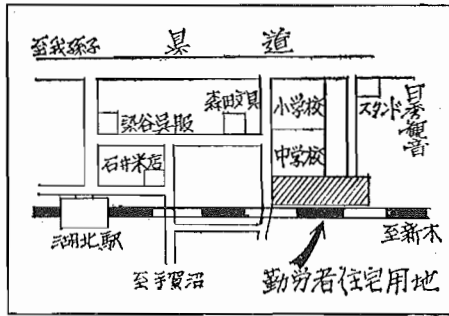 県道
至我孫子
森田文具
小学校
スタンド
日秀観音
染谷呉服
中学校
石井米店
湖北駅
至新木
至手賀沼
勤労者住宅用地